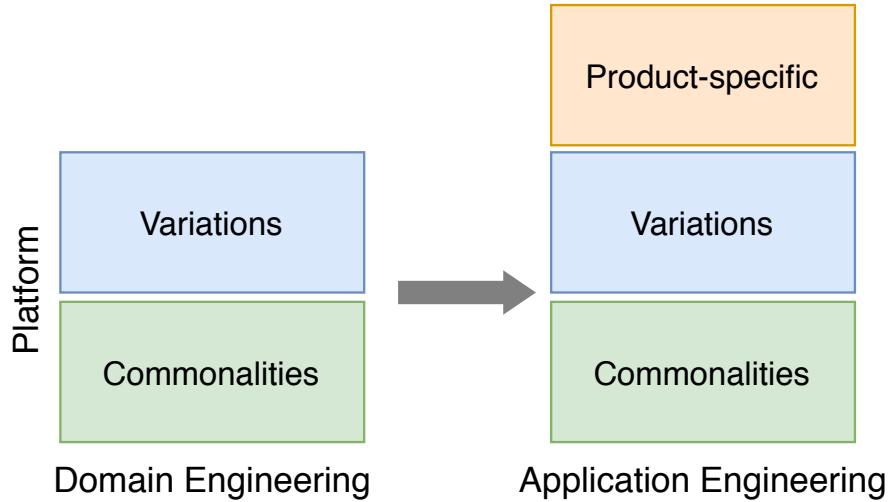 Product-specific
Variations
Variations
Platform
Commonalities
Commonalities
Domain Engineering
Application Engineering